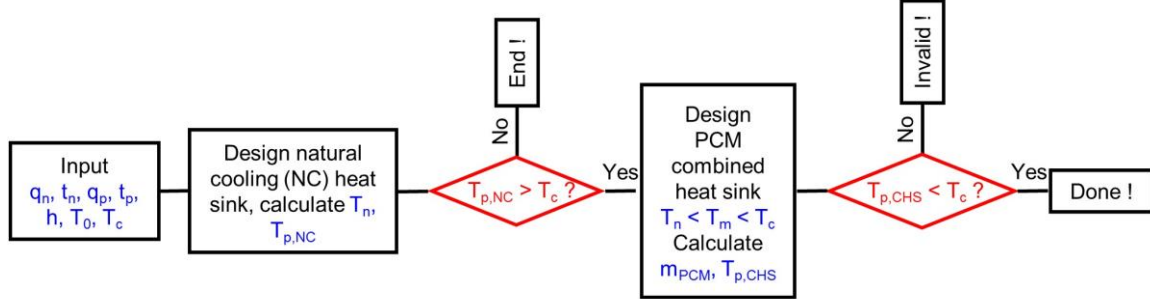 Input
qn, tn, qp, tp,
h, T0, Tc
Design natural
cooling (NC) heat
sink, calculate Tn,
Tp,NC
End !
No
Tp,NC > Tc ?
Yes
Design
PCM
combined
heat sink
Tn < Tm < Tc
Calculate
mPCM, Tp,CHS
Invalid !
No
Tp,CHS < Tc ?
Yes
Done !